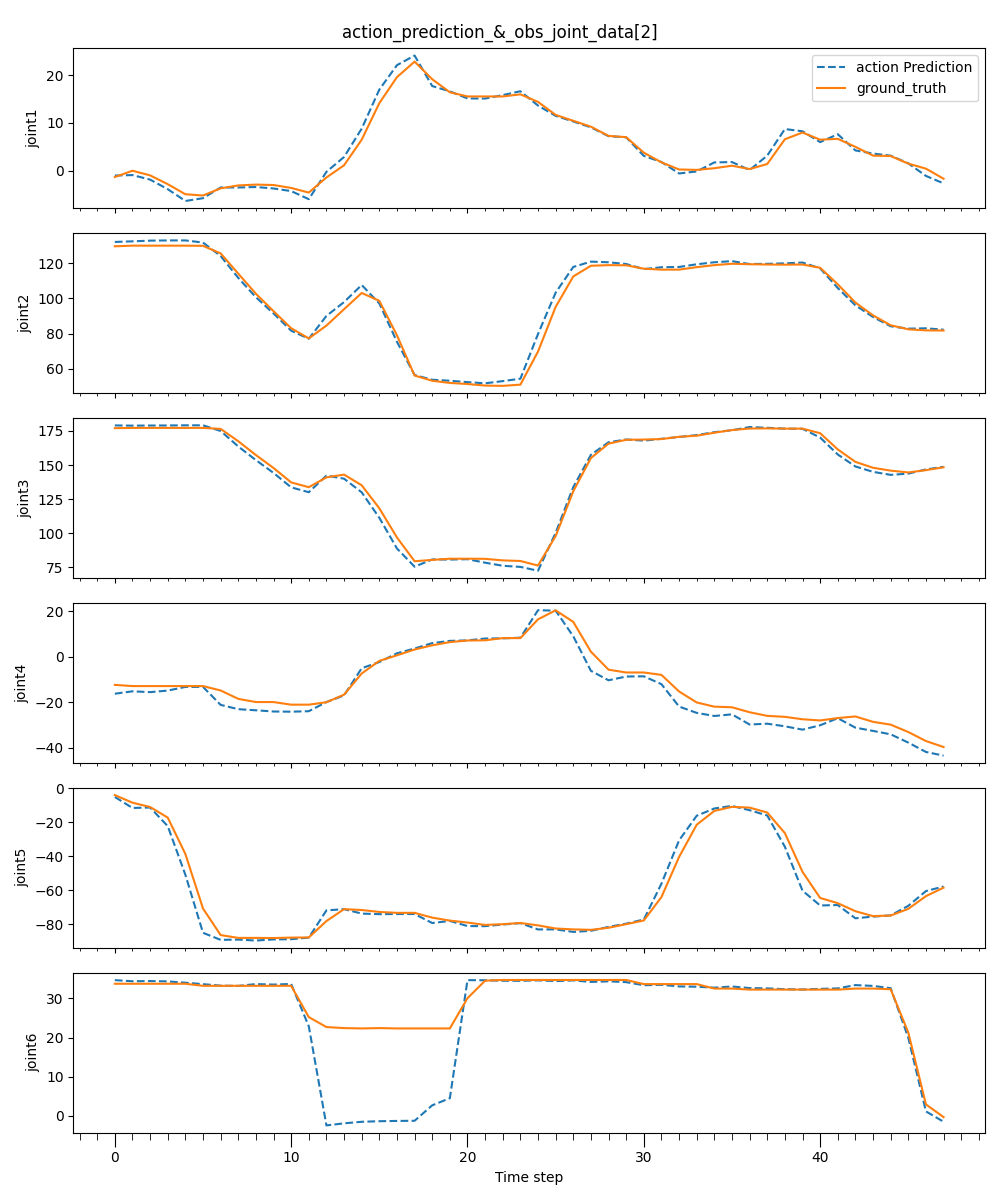 action_prediction_&_obs_joint_data[2]
action Prediction
ground_truth
joint1
20
10
0
joint2
120
100
80
60
joint3
175
150
125
100
75
joint4
20
0
−20
−40
joint5
0
−20
−40
−60
−80
joint6
30
20
10
0
0 10 20 30 40
Time step